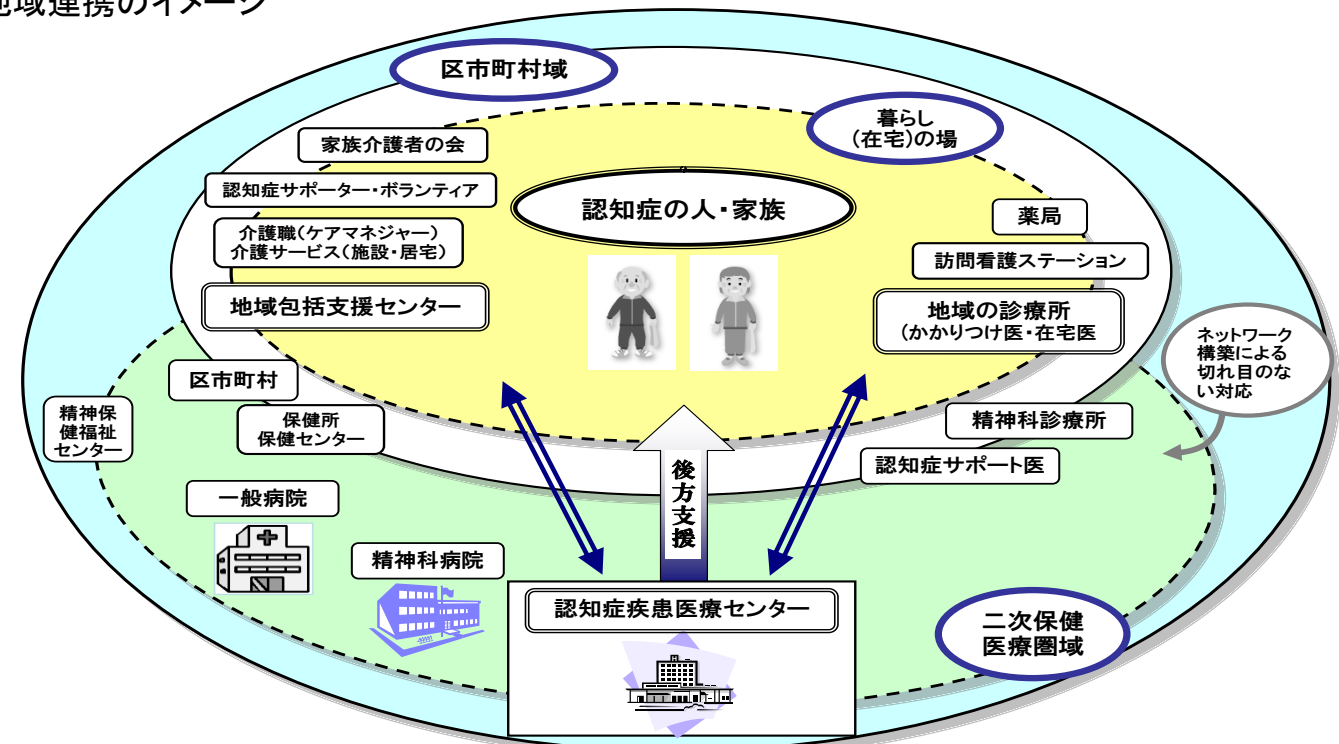 地域連携のイメージ
区市町村域
暮らし
(在宅)の場
家族介護者の会
認知症サポーター・ボランティア
認知症の人・家族
薬局
介護職(ケアマネジャー)
介護サービス(施設・居宅)
訪問看護ステーション
地域包括支援センター
地域の診療所
(かかりつけ医・在宅医
ネットワーク
構築による
切れ目のな
い対応
区市町村
精神保
健福祉
センター
保健所
保健センター
精神科診療所
認知症サポート医
後方支援
一般病院
精神科病院
認知症疾患医療センター
二次保健
医療圏域